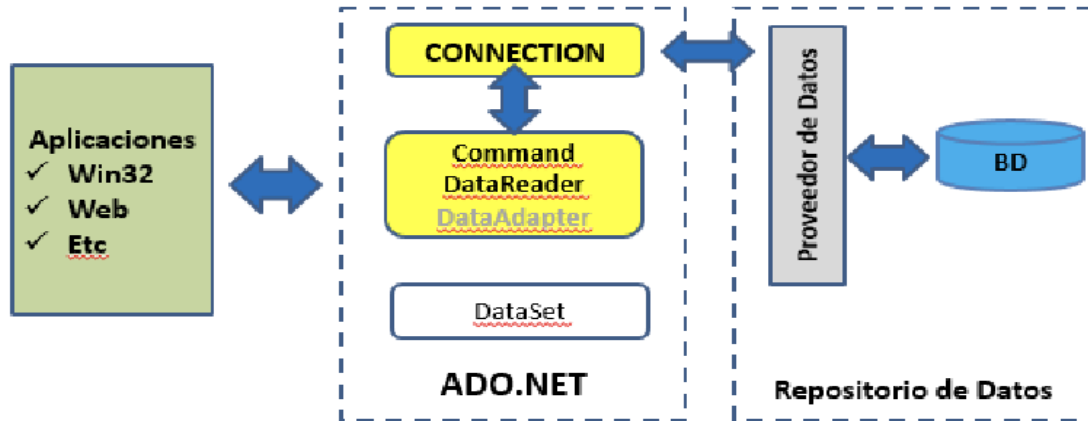 Aplicaciones
✓ Win32
✓ Web
✓ Etc
CONNECTION
Command
DataReader
DataAdapter
DataSet
ADO.NET
Proveedor de Datos
BD
Repositorio de Datos